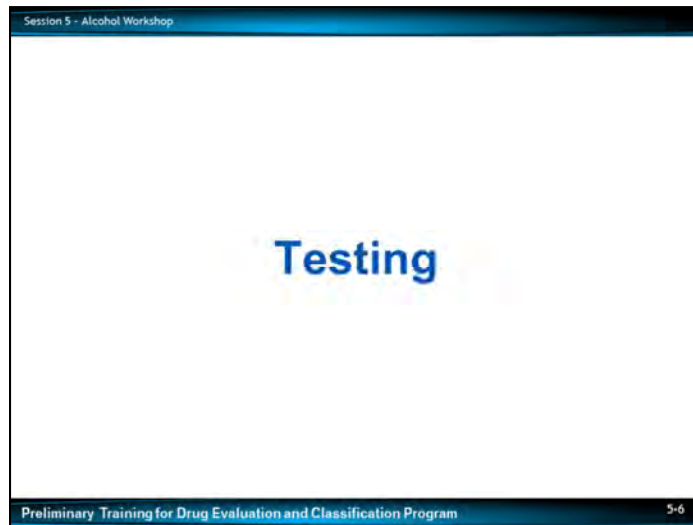 Session 5 - Alcohol Workshop
Testing
Preliminary Training for Drug Evaluation and Classification Program
5-6